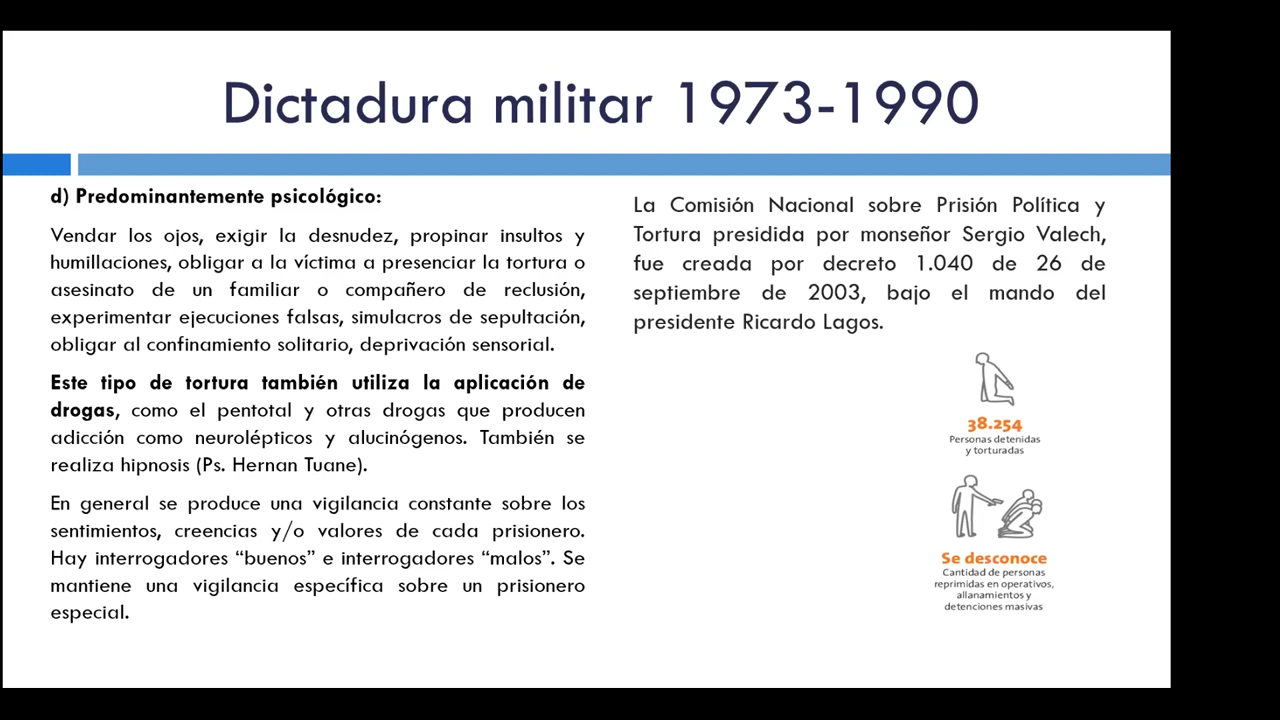 Dictadura militar 1973-1990
d) Predominantemente psicológico:
Vendar los ojos, exigir la desnudez, propinar insultos y
humillaciones, obligar a la víctima a presenciar la tortura o
asesinato de un familiar o compañero de reclusión,
experimentar ejecuciones falsas, simulacros de sepultación,
obligar al confinamiento solitario, deprivación sensorial.
Este tipo de tortura también utiliza la aplicación de
drogas, como el pentotal y otras drogas que producen
adicción como neurolépticos y alucinógenos. También se
realiza hipnosis (Ps. Hernan Tuane).
En general se produce una vigilancia constante sobre los
sentimientos, creencias y/o valores de cada prisionero.
Hay interrogadores “buenos” e interrogadores “malos”. Se
mantiene una vigilancia específica sobre un prisionero
especial.
La Comisión Nacional sobre Prisión Política y
Tortura presidida por monseñor Sergio Valech,
fue creada por decreto 1.040 de 26 de
septiembre de 2003, bajo el mando del
presidente Ricardo Lagos.
38.254
Personas detenidas
y torturadas
Se desconoce
Cantidad de personas
reprimidas en operativos,
allanamientos y
detenciones masivas